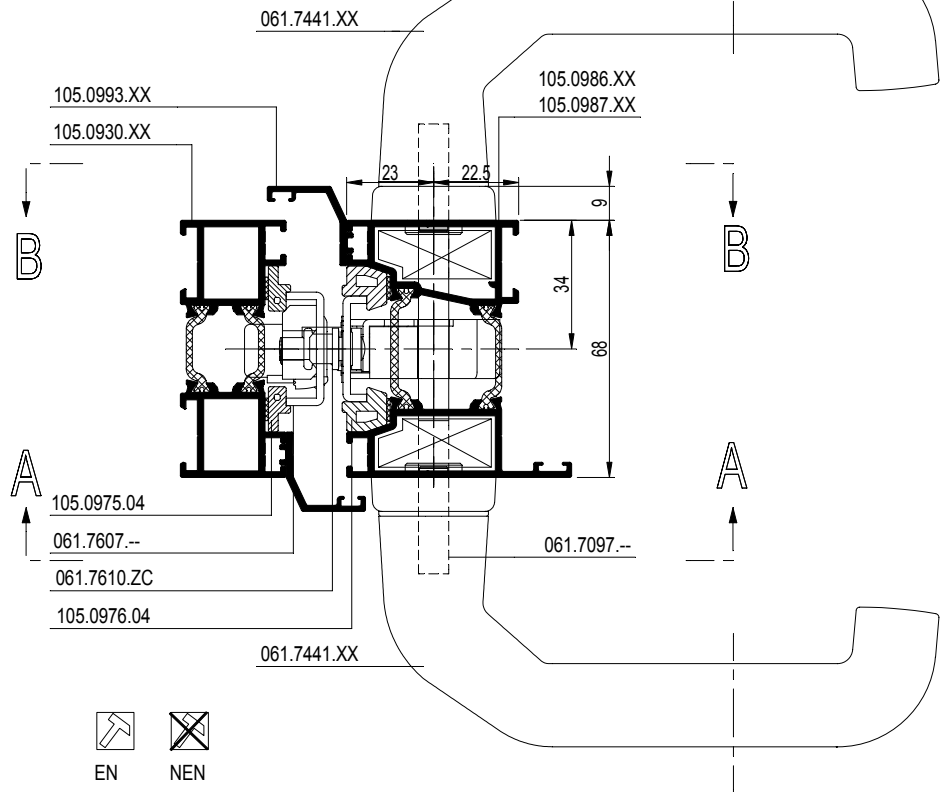 061.7441.XX
105.0986.XX
105.0987.XX
105.0993.XX
105.0930.XX
23
22.5
9
B
B
34
68
A
A
105.0975.04
061.7607.--
061.7097.--
061.7610.ZC
105.0976.04
061.7441.XX
EN
NEN